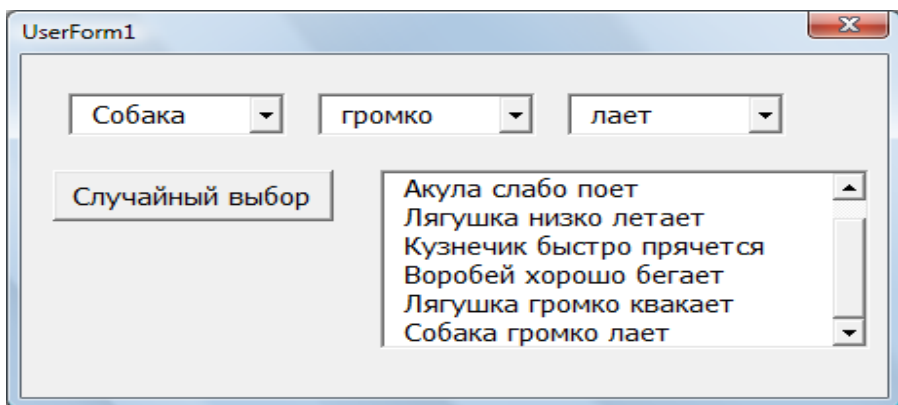 UserForm1
Собака громко лает
Случайный выбор
Акула слабо поет
Лягушка низко летает
Кузнечик быстро прячется
Воробей хорошо бегает
Лягушка громко квакает
Собака громко лает